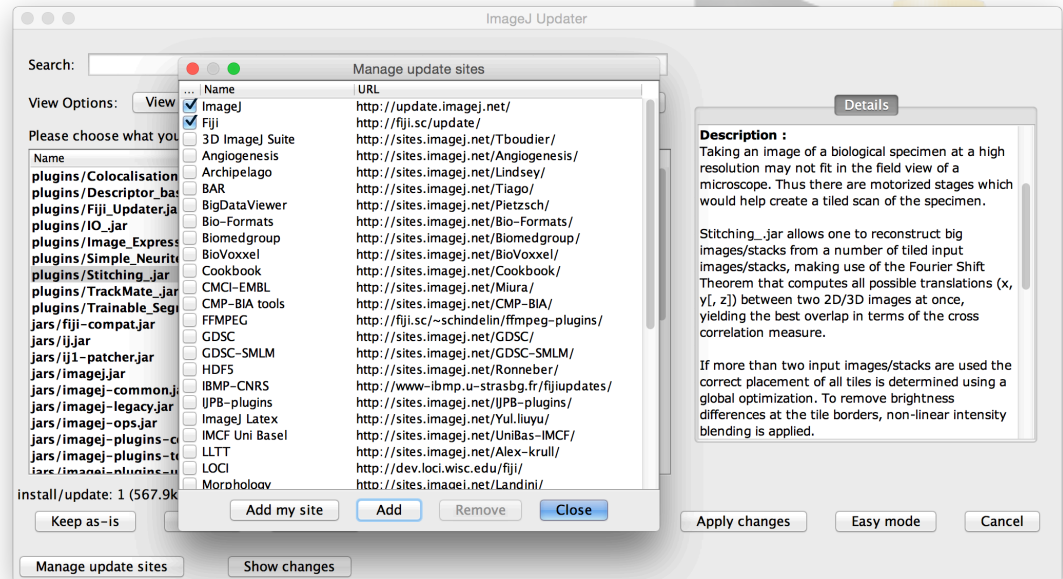 ImageJ Updater
Search:
View Options: View
Please choose what you
Name
plugins/Colocalisation
plugins/Descriptor_bas
plugins/Fiji_Updater.ja
plugins/IO_.jar
plugins/Image_Express
plugins/Simple_Neurite
plugins/Stitching_.jar
plugins/TrackMate_.jar
plugins/Trainable_Segr
jars/fiji-compat.jar
jars/ij.jar
jars/ij1-patcher.jar
jars/imagej.jar
jars/imagej-common.ja
jars/imagej-legacy.jar
jars/imagej-ops.jar
jars/imagej-plugins-co
jars/imagej-plugins-te
jars/imagej-plugins-u
install/update: 1 (567.9k
Keep as-is
Manage update sites
Show changes
Manage update sites
... Name URL
ImageJ http://update.imagej.net/
Fiji http://fiji.sc/update/
3D ImageJ Suite http://sites.imagej.net/Tboudier/
Angiogenesis http://sites.imagej.net/Angiogenesis/
Archipelago http://sites.imagej.net/Lindsey/
BAR http://sites.imagej.net/Tiago/
BigDataViewer http://sites.imagej.net/Pietzsch/
Bio-Formats http://sites.imagej.net/Bio-Formats/
Biomedgroup http://sites.imagej.net/Biomedgroup/
BioVoxxel http://sites.imagej.net/BioVoxxel/
Cookbook http://sites.imagej.net/Cookbook/
CMCI-EMBL http://sites.imagej.net/Miura/
CMP-BIA tools http://sites.imagej.net/CMP-BIA/
FFMPEG http://fiji.sc/~schindelin/ffmpeg-plugins/
GDSC http://sites.imagej.net/GDSC/
GDSC-SMLM http://sites.imagej.net/GDSC-SMLM/
HDF5 http://sites.imagej.net/Ronneber/
IBMP-CNRS http://www-ibmp.u-strasbg.fr/fijiupdates/
IJPB-plugins http://sites.imagej.net/IJPB-plugins/
ImageJ Latex http://sites.imagej.net/Yul.liuyu/
IMCF Uni Basel http://sites.imagej.net/UniBas-IMCF/
LLTT http://sites.imagej.net/Alex-krull/
LOCI http://dev.loci.wisc.edu/fiji/
Morphology http://sites.imagej.net/Landini/
Add my site Add Remove Close
Details
Description :
Taking an image of a biological specimen at a high
resolution may not fit in the field view of a
microscope. Thus there are motorized stages which
would help create a tiled scan of the specimen.
Stitching_.jar allows one to reconstruct big
images/stacks from a number of tiled input
images/stacks, making use of the Fourier Shift
Theorem that computes all possible translations (x,
y[, z]) between two 2D/3D images at once,
yielding the best overlap in terms of the cross
correlation measure.
If more than two input images/stacks are used the
correct placement of all tiles is determined using a
global optimization. To remove brightness
differences at the tile borders, non-linear intensity
blending is applied.
Apply changes Easy mode Cancel